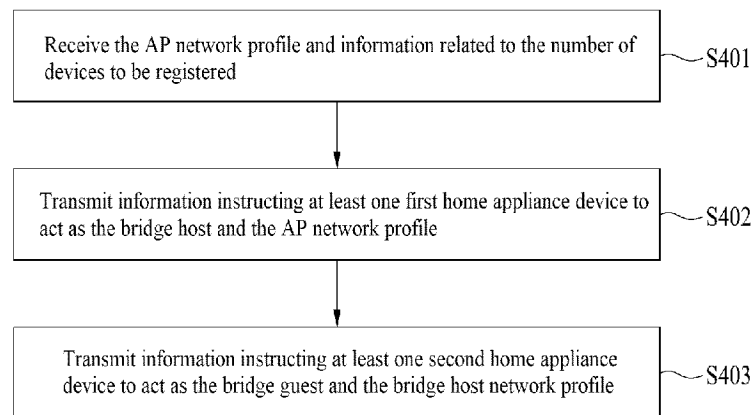 Receive the AP network profile and information related to the number of
devices to be registered
S401
Transmit information instructing at least one first home appliance device to
act as the bridge host and the AP network profile
S402
Transmit information instructing at least one second home appliance
device to act as the bridge guest and the bridge host network profile
S403